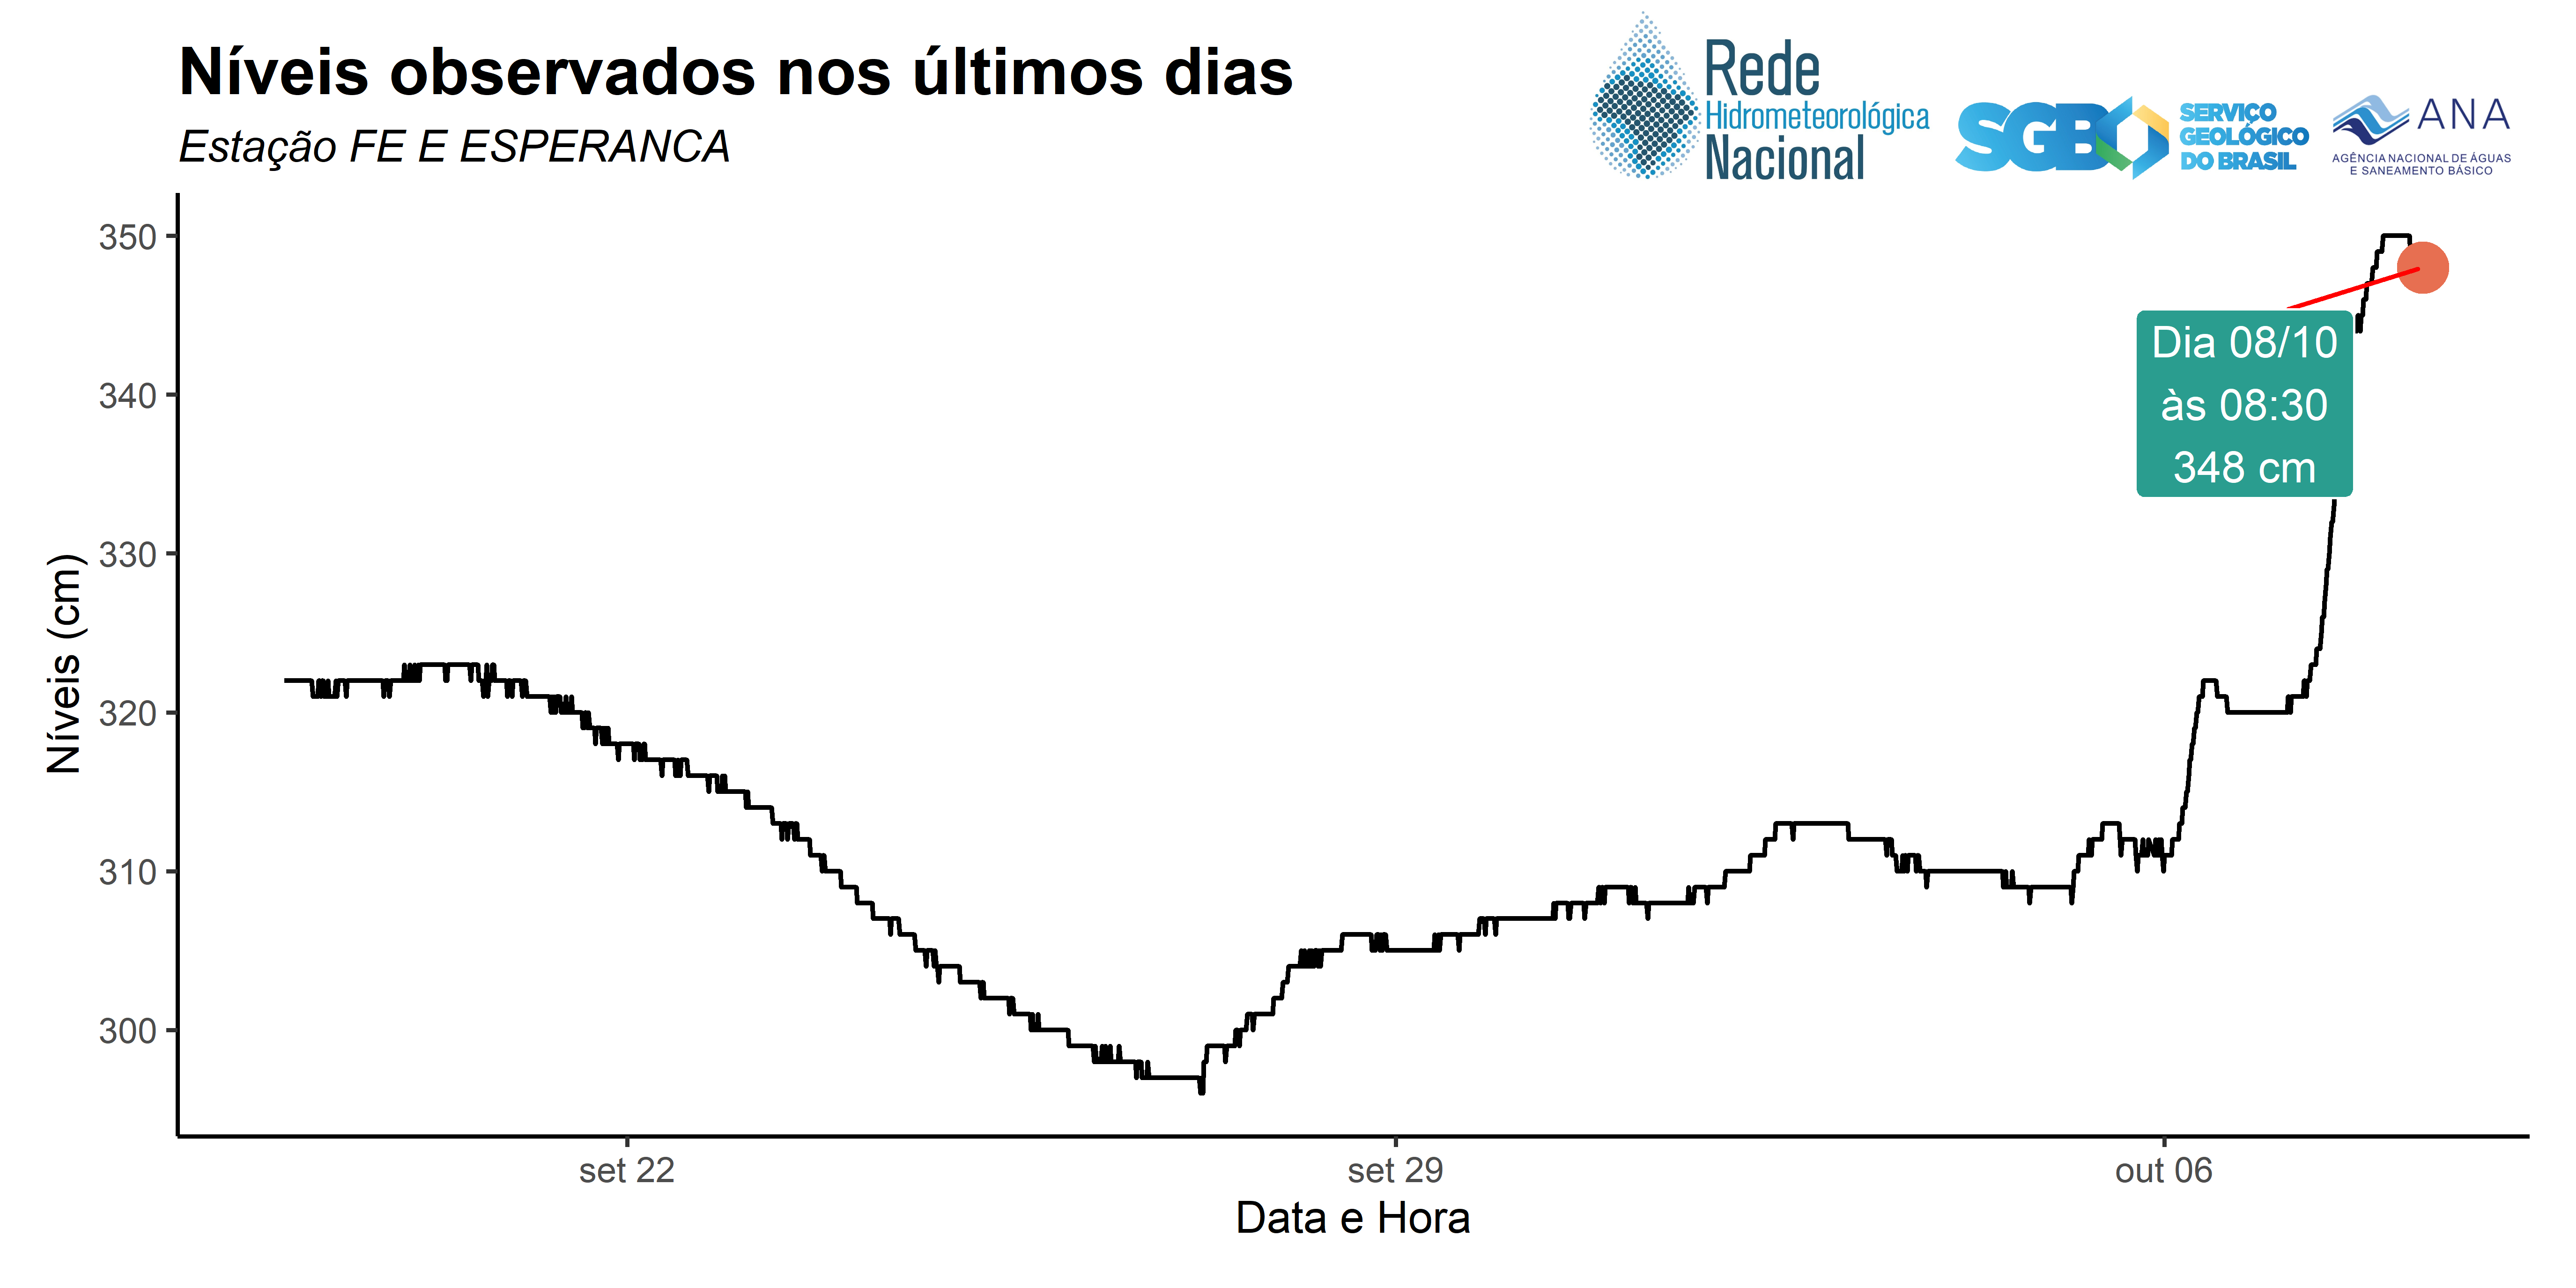 Níveis observados nos últimos dias
Estação FE E ESPERANCA
Rede
Hidrometeorológica
Nacional
SGB
SERVIÇO
GEOLÓGICO
DO BRASIL
ANA
AGÊNCIA NACIONAL DE ÁGUAS
E SANEAMENTO BÁSICO
350
340
330
320
310
300
Níveis (cm)
Dia 08/10
às 08:30
348 cm
set 22
set 29
out 06
Data e Hora